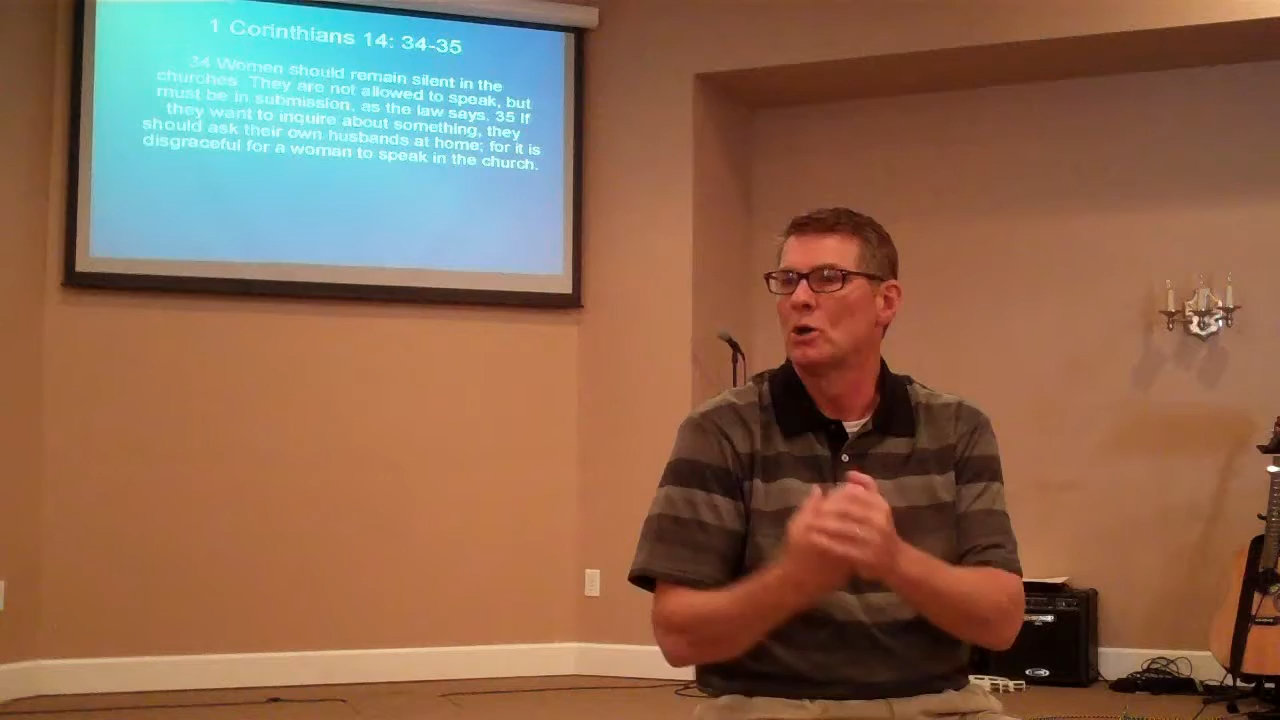 1 Corinthians 14: 34-35
34 Women should remain silent in the
churches. They are not allowed to speak, but
must be in submission, as the law says. 35 If
they want to inquire about something, they
should ask their own husbands at home; for it is
disgraceful for a woman to speak in the church.